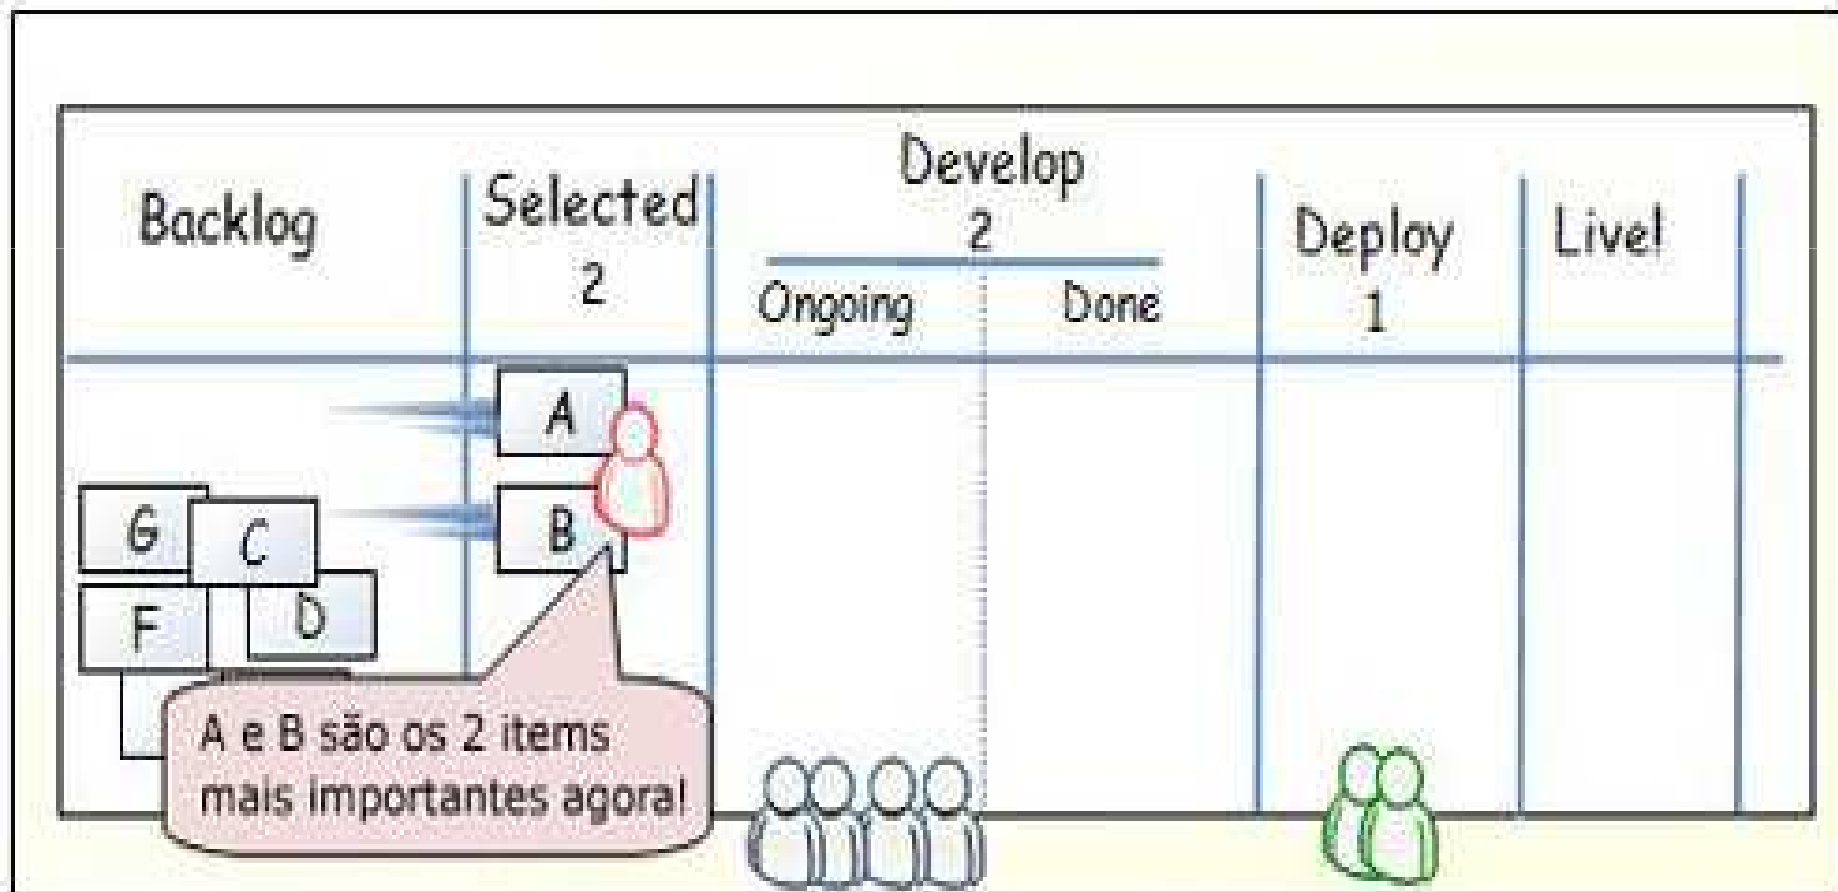 Backlog
Selected
2
Develop
2
Ongoing
Done
Deploy
1
Live!
A
B
G
C
F
D
A e B são os 2 items
mais importantes agora!